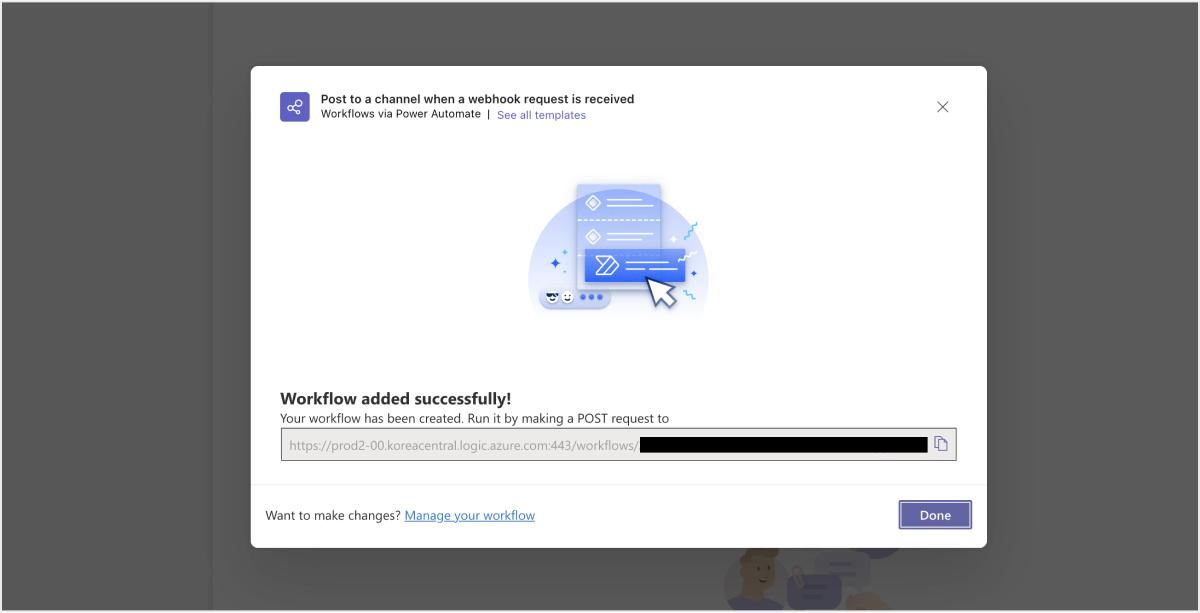 Post to a channel when a webhook request is received
Workflows via Power Automate | See all templates
Workflow added successfully!
Your workflow has been created. Run it by making a POST request to
https://prod2-00.koreacentral.logic.azure.com:443/workflows/
Want to make changes? Manage your workflow
Done